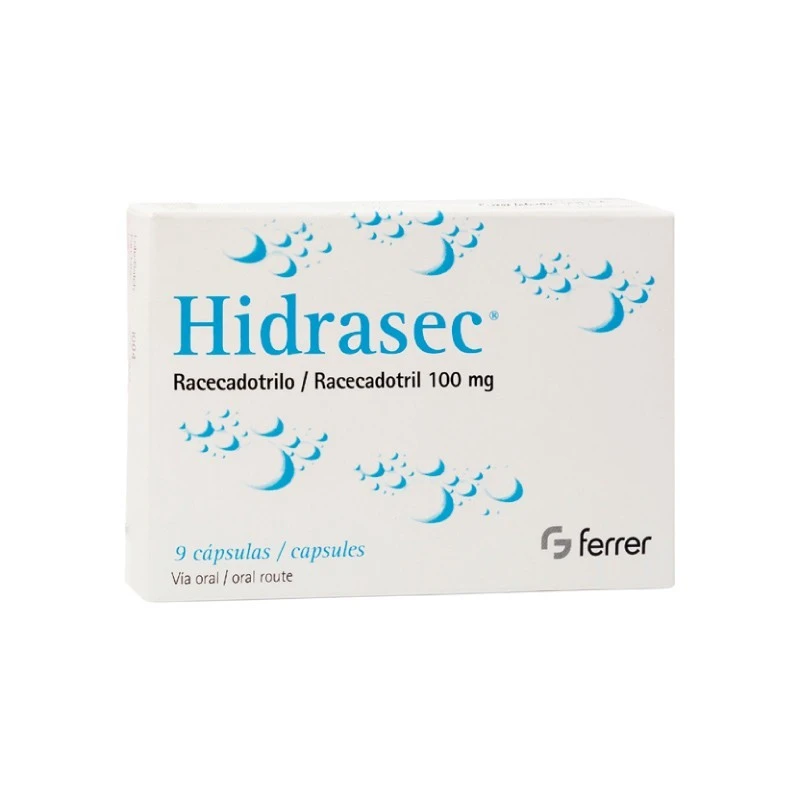 Hidrasec®
Racecadotrilo / Racecadotril 100 mg
9 cápsulas / capsules
Vía oral / oral route
ferrer